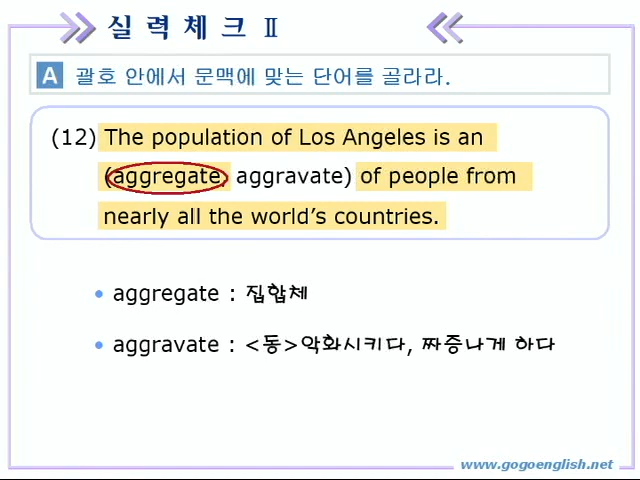 실력체크 Ⅱ
A 괄호 안에서 문맥에 맞는 단어를 골라라.
(12) The population of Los Angeles is an
(aggregate, aggravate) of people from
nearly all the world's countries.
• aggregate : 집합체
• aggravate : <동>악화시키다, 짜증나게 하다
www.gogoenglish.net